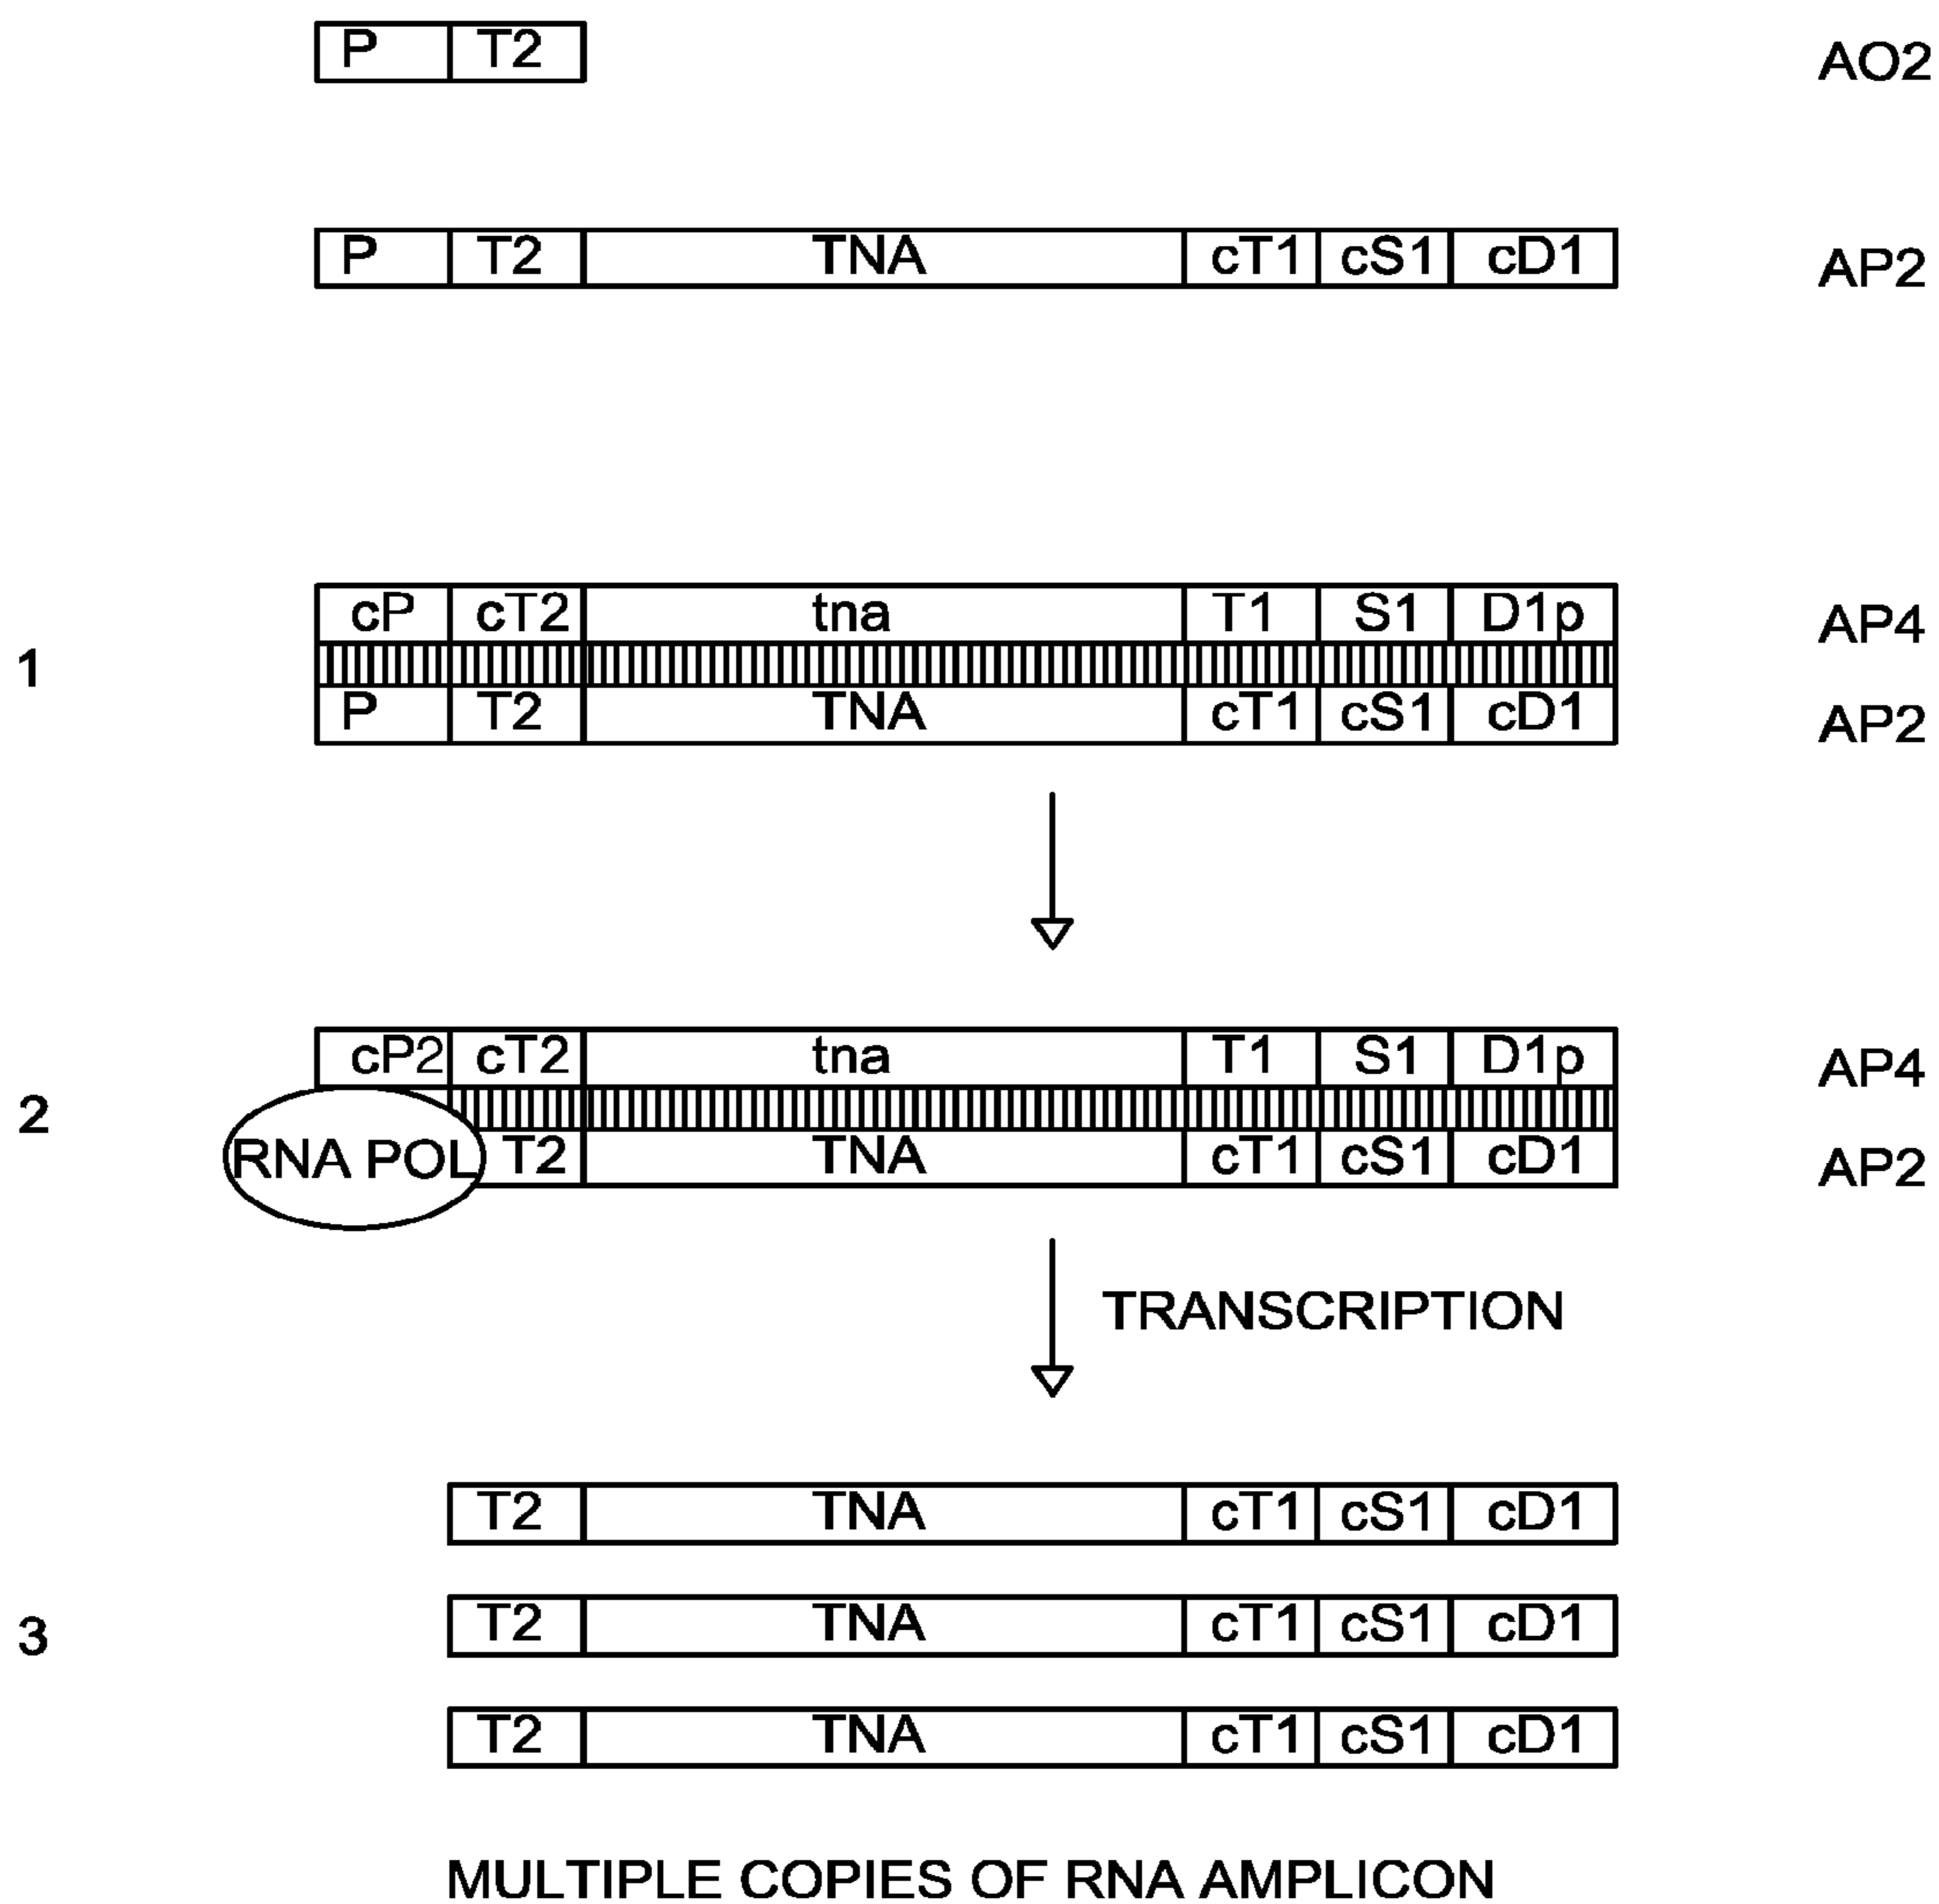 P T2 AO2
P T2 TNA cT1 cS1 cD1 AP2
cP cT2 tna T1 S1 D1p AP4
1
P T2 TNA cT1 cS1 cD1 AP2
cP2 cT2 tna T1 S1 D1p AP4
2
RNA POL T2 TNA cT1 cS1 cD1 AP2
TRANSCRIPTION
T2 TNA cT1 cS1 cD1
3
T2 TNA cT1 cS1 cD1
T2 TNA cT1 cS1 cD1
MULTIPLE COPIES OF RNA AMPLICON